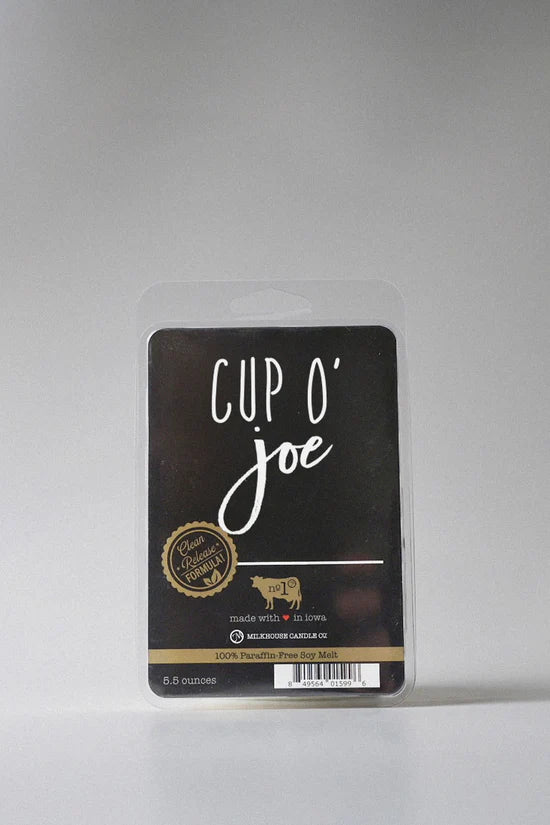 CUP O'
joe
Clean
Release
FORMULA!
no1
made with ♥ in iowa
MILKHOUSE CANDLE CO
100% Paraffin-Free Soy Melt
5.5 ounces
8 49564 01599 6